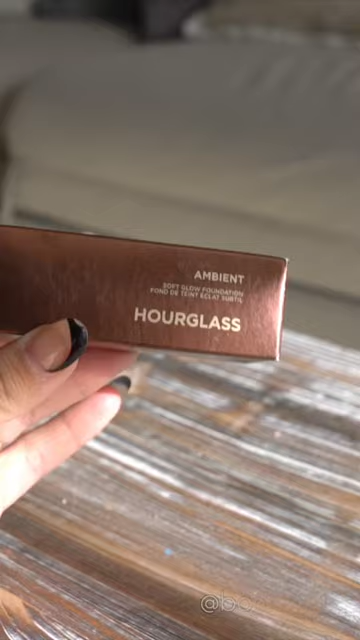 AMBIENT
SOFT GLOW FOUNDATION
FOND DE TEINT ÉCLAT SUBTIL
HOURGLASS